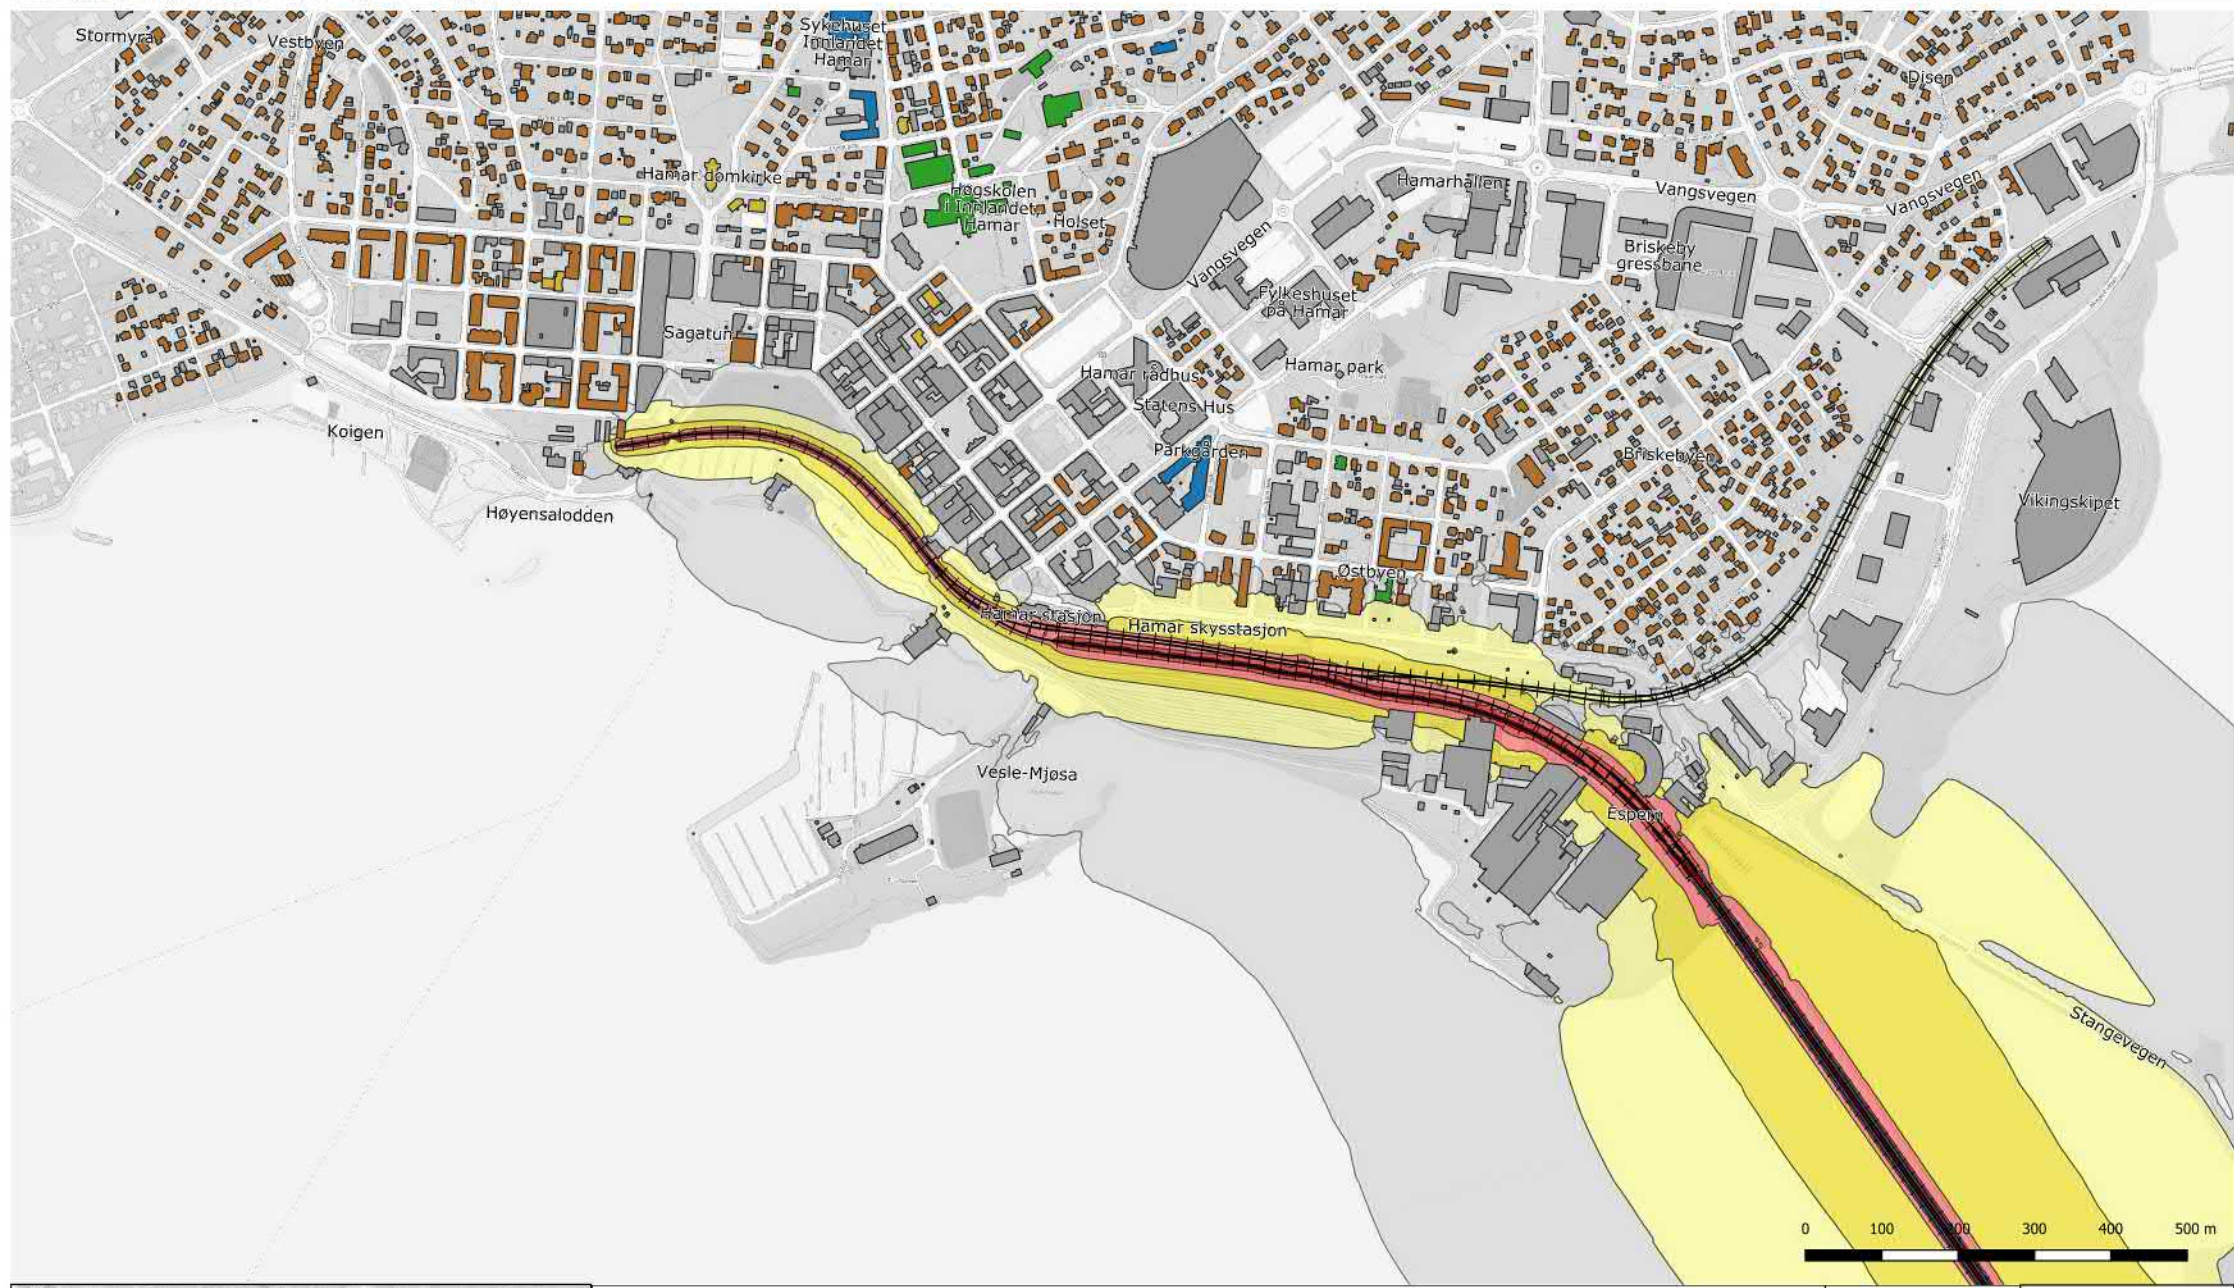 Stormyra
Vestbyen
Sykehuset
Innlandet
Hamar
Disen
Hamar domkirke
Høgskolen
i Innlandet,
Hamar
Holset
Hamarhallen
Vangsvegen
Vangsvegen
Vangsvegen
Briskeby
gressbane
Fylkeshuset
på Hamar
Sagatun
Hamar rådhus
Hamar park
Statens Hus
Koigen
Parkgården
Briskebyen
Vikingskipet
Høyensalodden
Østbyen
Hamar stasjon
Hamar skysstasjon
Vesle-Mjøsa
Espern
Stangevegen
0 100 200 300 400 500 m